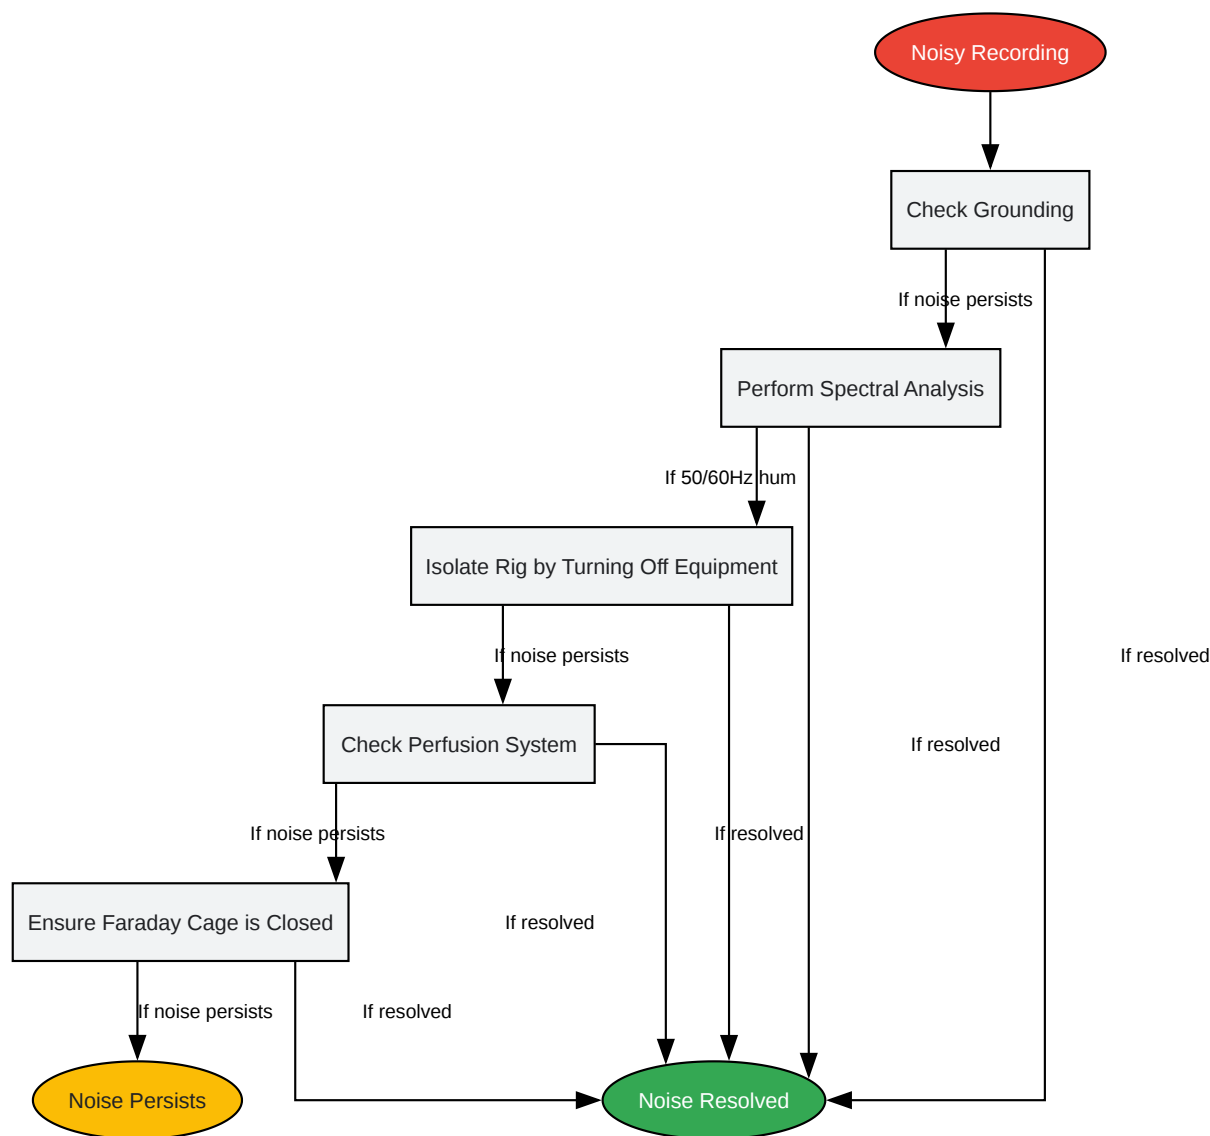 Noisy Recording
Check Grounding
If noise persists
Perform Spectral Analysis
If 50/60Hz hum
Isolate Rig by Turning Off Equipment
If noise persists
If resolved
Check Perfusion System
If resolved
If noise persists
If resolved
Ensure Faraday Cage is Closed
If resolved
If noise persists
If resolved
Noise Persists
Noise Resolved